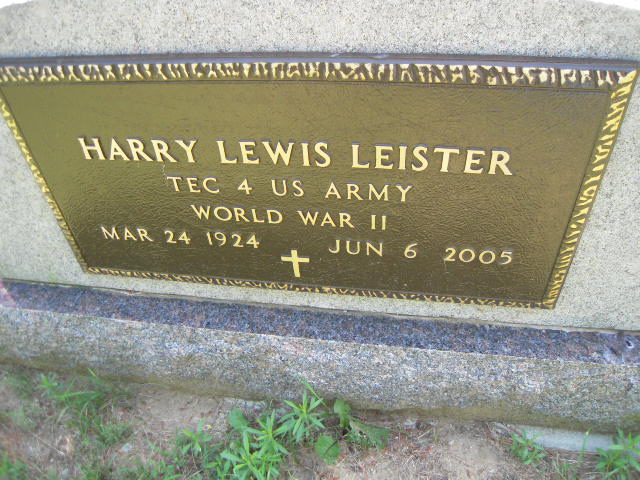 HARRY LEWIS LEISTER
TEC 4 US ARMY
WORLD WAR II
MAR 24 1924 JUN 6 2005